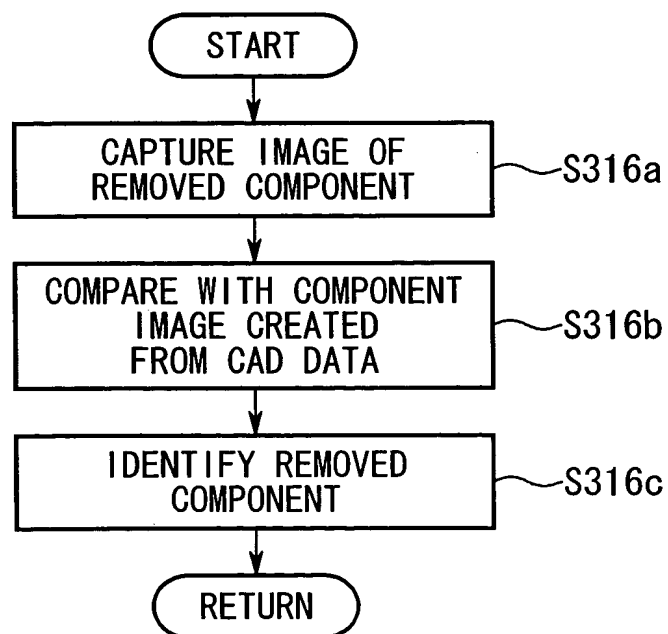 START
CAPTURE IMAGE OF
REMOVED COMPONENT
S316a
COMPARE WITH COMPONENT
IMAGE CREATED
FROM CAD DATA
S316b
IDENTIFY REMOVED
COMPONENT
S316c
RETURN